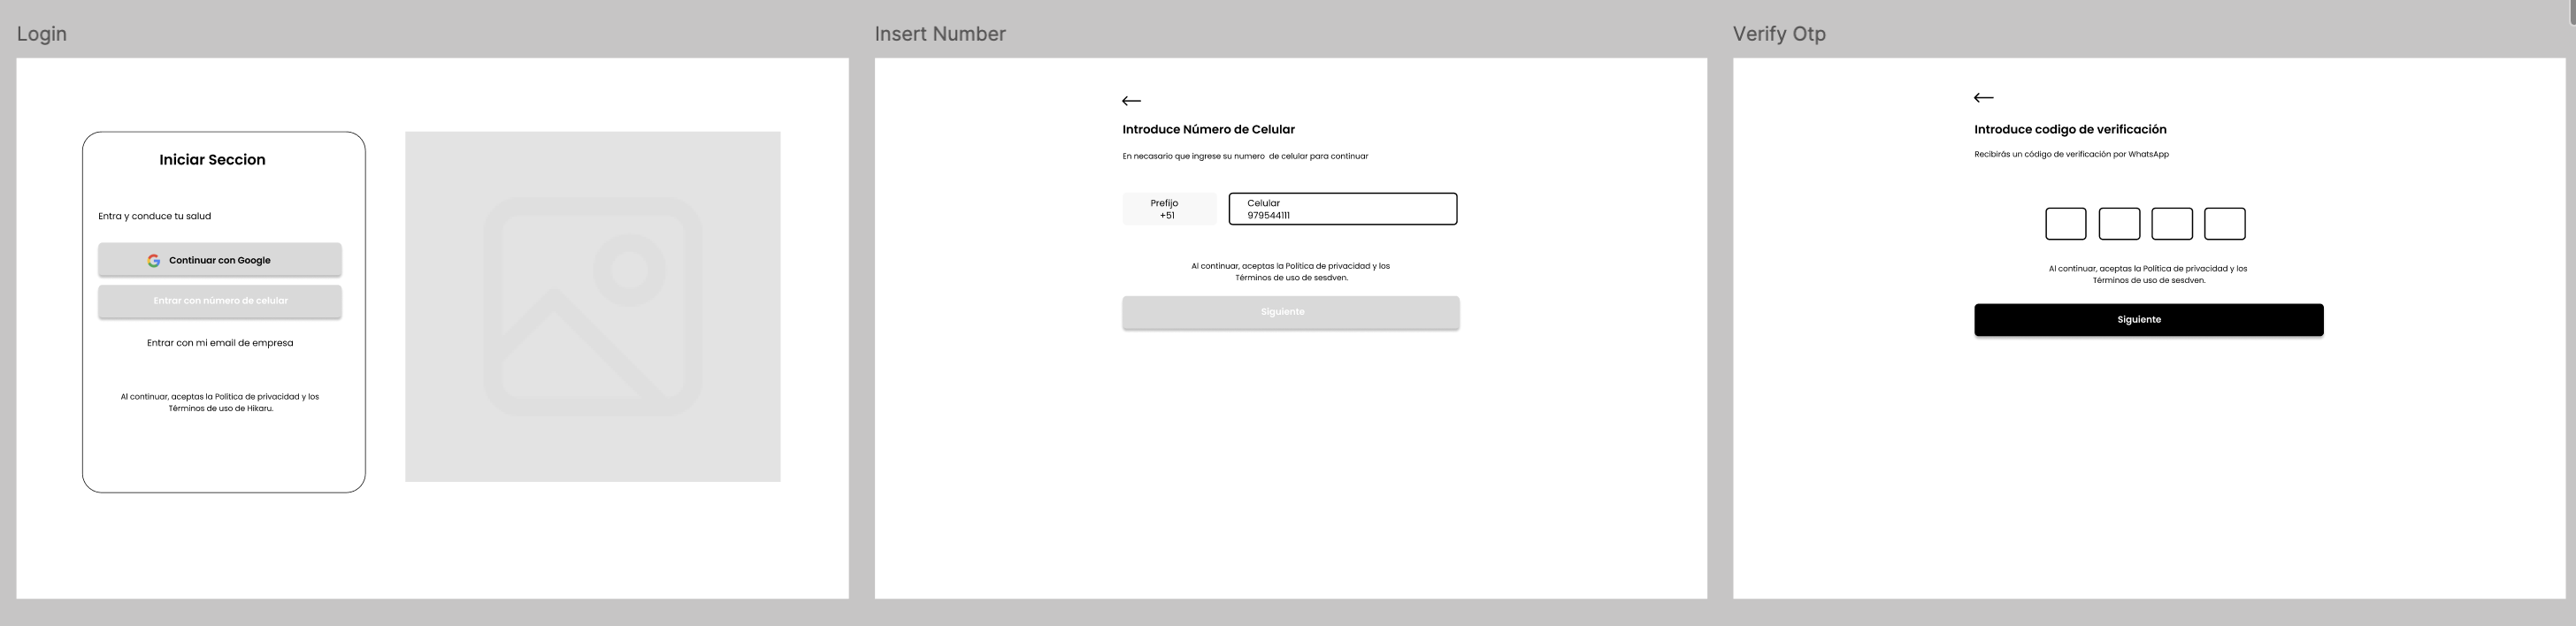 Login
Iniciar Seccion
Entra y conduce tu salud
Continuar con Google
Entrar con número de celular
Entrar con mi email de empresa
Al continuar, aceptas la Política de privacidad y los
Términos de uso de Hikaru.
Insert Number
Introduce Número de Celular
En necasario que ingrese su numero de celular para continuar
Prefijo
+51
Celular
979544111
Al continuar, aceptas la Política de privacidad y los
Términos de uso de sesdven.
Siguiente
Verify Otp
Introduce codigo de verificación
Recibirás un código de verificación por WhatsApp
Al continuar, aceptas la Política de privacidad y los
Términos de uso de sesdven.
Siguiente